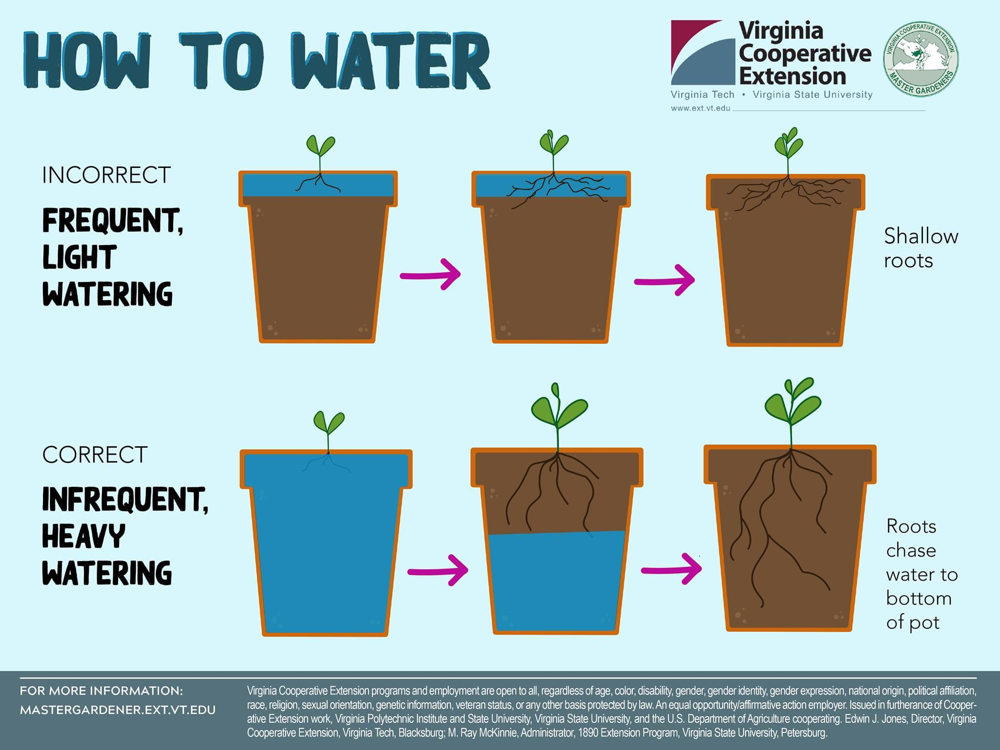 HOW TO WATER
Virginia
Cooperative
Extension
Virginia Tech • Virginia State University
www.ext.vt.edu
VIRGINIA COOPERATIVE EXTENSION
MASTER GARDENERS
INCORRECT
FREQUENT,
LIGHT
WATERING
Shallow
roots
CORRECT
INFREQUENT,
HEAVY
WATERING
Roots
chase
water to
bottom
of pot
FOR MORE INFORMATION:
MASTERGARDENER.EXT.VT.EDU
Virginia Cooperative Extension programs and employment are open to all, regardless of age, color, disability, gender, gender identity, gender expression, national origin, political affiliation,
race, religion, sexual orientation, genetic information, veteran status, or any other basis protected by law. An equal opportunity/affirmative action employer. Issued in furtherance of Cooper-
ative Extension work, Virginia Polytechnic Institute and State University, Virginia State University, and the U.S. Department of Agriculture cooperating. Edwin J. Jones, Director, Virginia
Cooperative Extension, Virginia Tech, Blacksburg; M. Ray McKinnie, Administrator, 1890 Extension Program, Virginia State University, Petersburg.